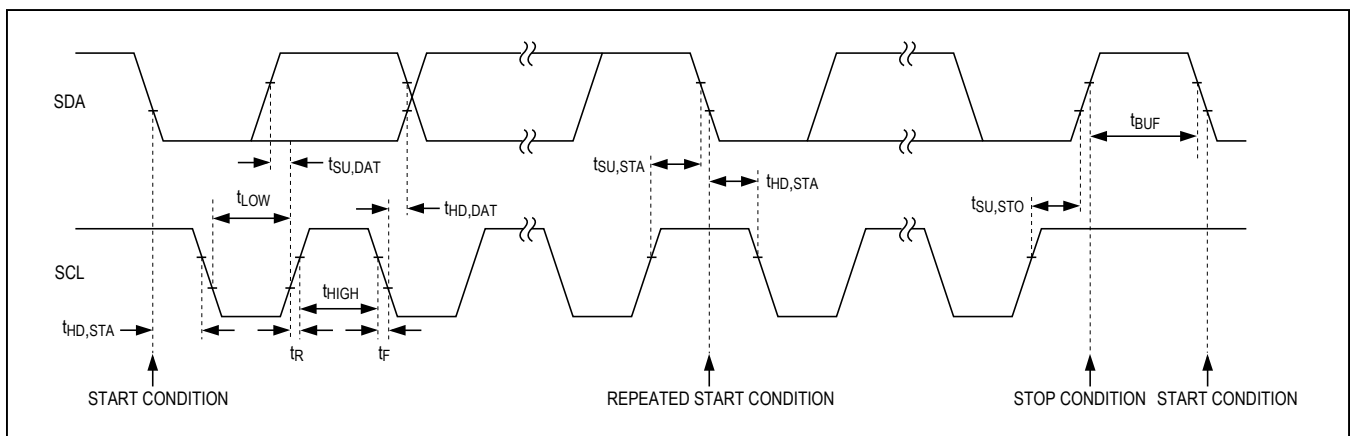 SDA
tBUF
tSU,DAT
tSU,STA
tHD,STA
tLOW
tHD,DAT
tSU,STO
SCL
tHIGH
tHD,STA
tR
tF
START CONDITION
REPEATED START CONDITION
STOP CONDITION
START CONDITION